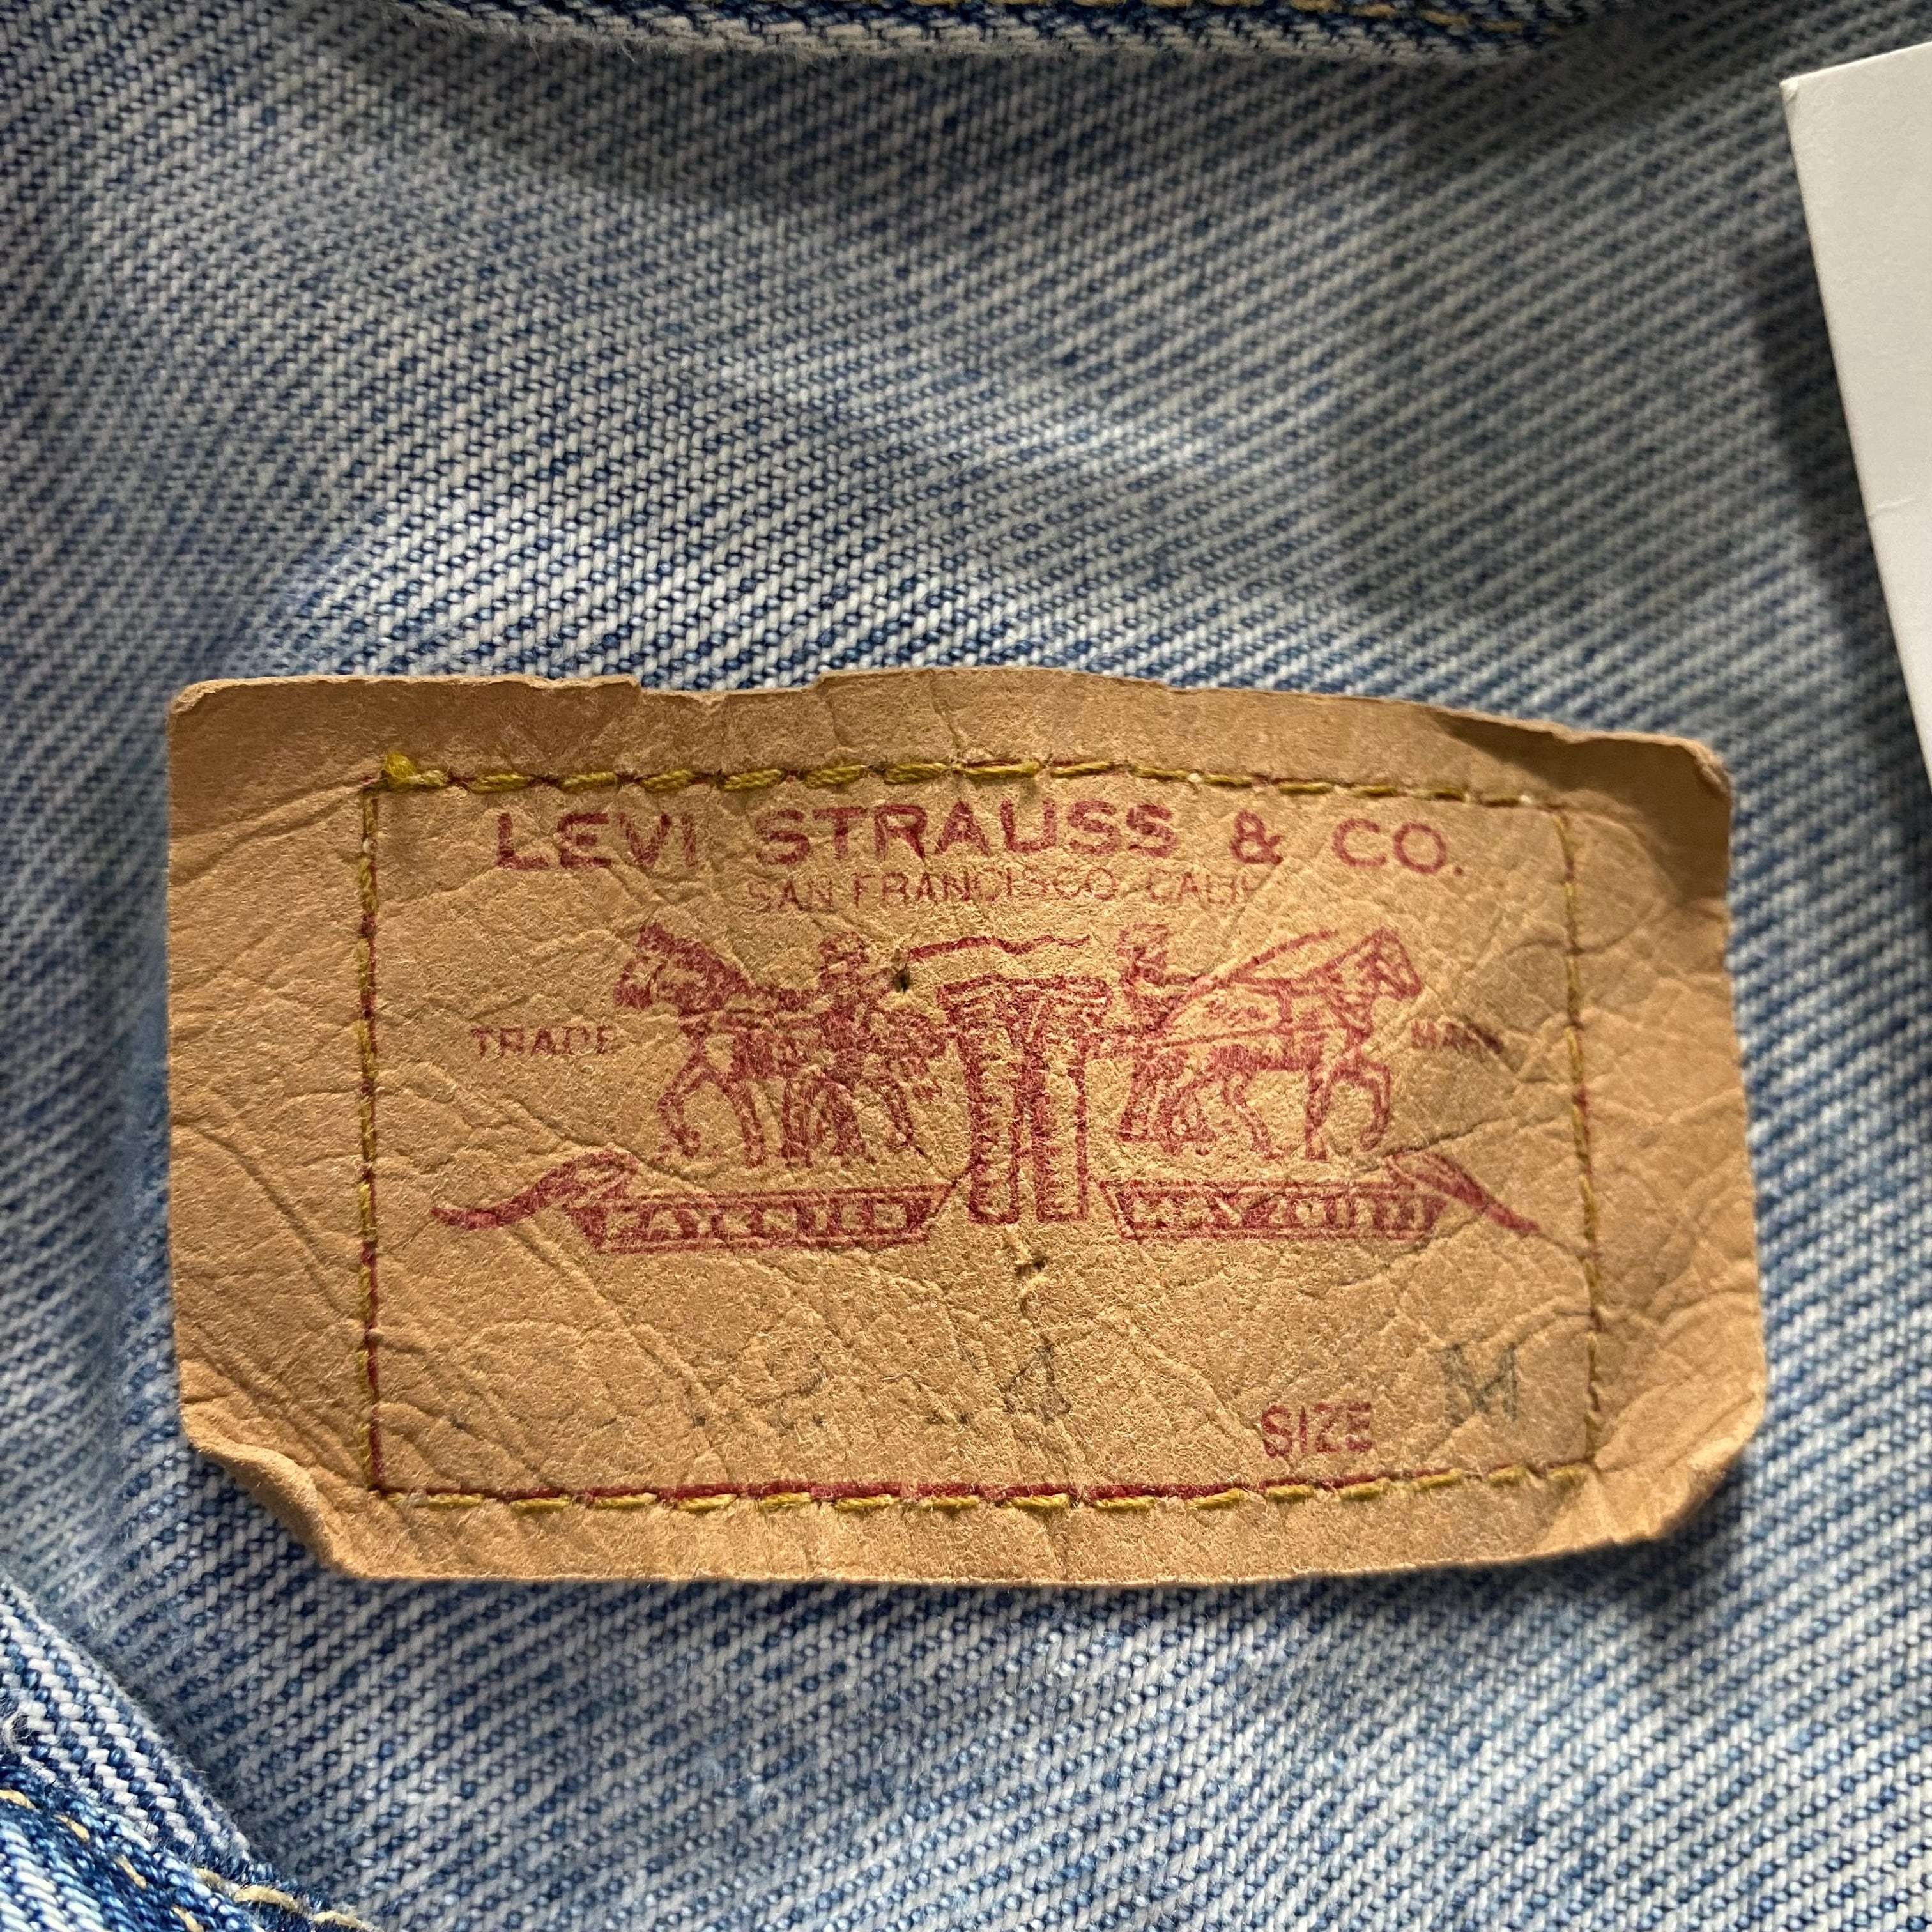 LEVI STRAUSS & CO.
SAN FRANCISCO CALIF
TRADE MARK
SIZE M